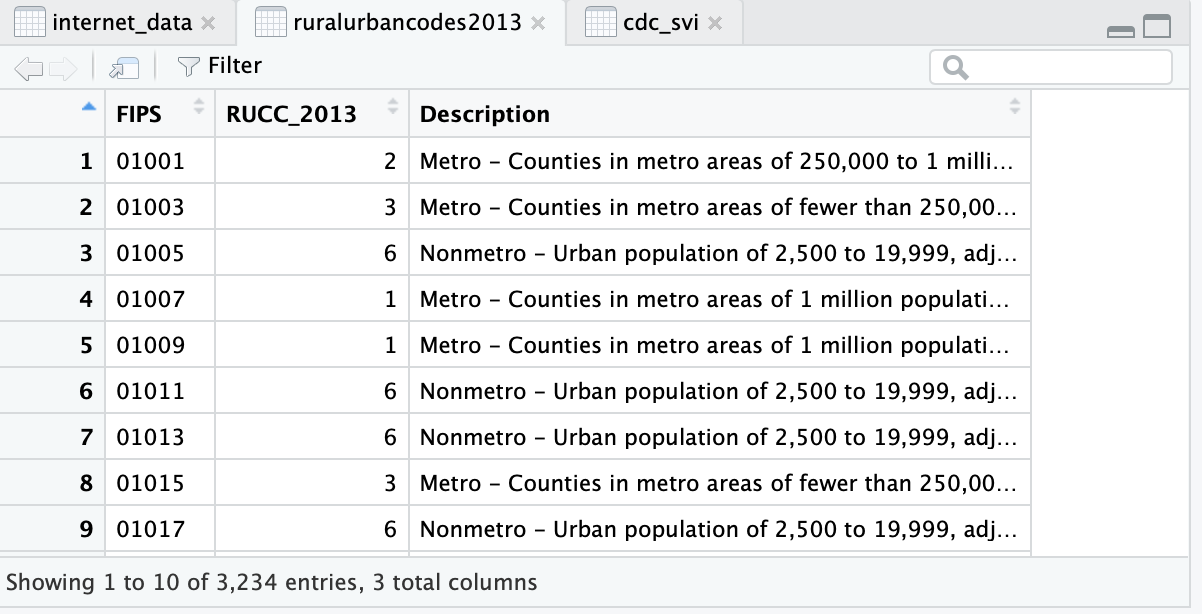 internet_data ruralurbancodes2013 cdc_svi
Filter
FIPS RUCC_2013 Description
1 01001 2 Metro – Counties in metro areas of 250,000 to 1 milli...
2 01003 3 Metro – Counties in metro areas of fewer than 250,00...
3 01005 6 Nonmetro – Urban population of 2,500 to 19,999, adj...
4 01007 1 Metro – Counties in metro areas of 1 million populati...
5 01009 1 Metro – Counties in metro areas of 1 million populati...
6 01011 6 Nonmetro – Urban population of 2,500 to 19,999, adj...
7 01013 6 Nonmetro – Urban population of 2,500 to 19,999, adj...
8 01015 3 Metro – Counties in metro areas of fewer than 250,00...
9 01017 6 Nonmetro – Urban population of 2,500 to 19,999, adj...
Showing 1 to 10 of 3,234 entries, 3 total columns